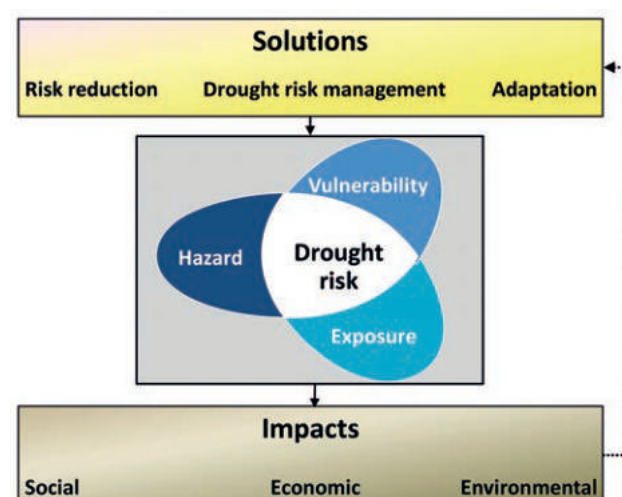 Solutions
Risk reduction Drought risk management Adaptation
Vulnerability
Hazard
Drought
risk
Exposure
Impacts
Social Economic Environmental